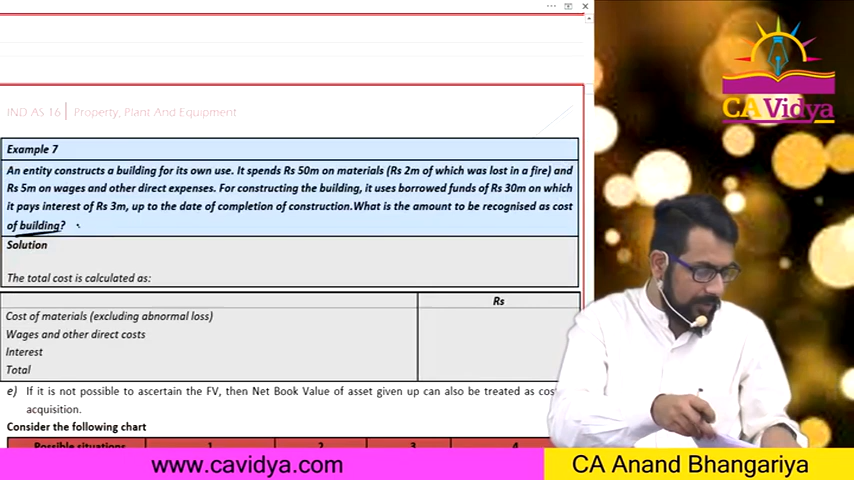 CA Vidya
IND AS 16 | Property, Plant And Equipment
Example 7
An entity constructs a building for its own use. It spends Rs 50m on materials (Rs 2m of which was lost in a fire) and
Rs 5m on wages and other direct expenses. For constructing the building, it uses borrowed funds of Rs 30m on which
it pays interest of Rs 3m, up to the date of completion of construction.What is the amount to be recognised as cost
of building?
Solution
The total cost is calculated as:
Rs
Cost of materials (excluding abnormal loss)
Wages and other direct costs
Interest
Total
e) If it is not possible to ascertain the FV, then Net Book Value of asset given up can also be treated as cos
acquisition.
Consider the following chart
Possible situations 1 2 3 4
www.cavidya.com
CA Anand Bhangariya